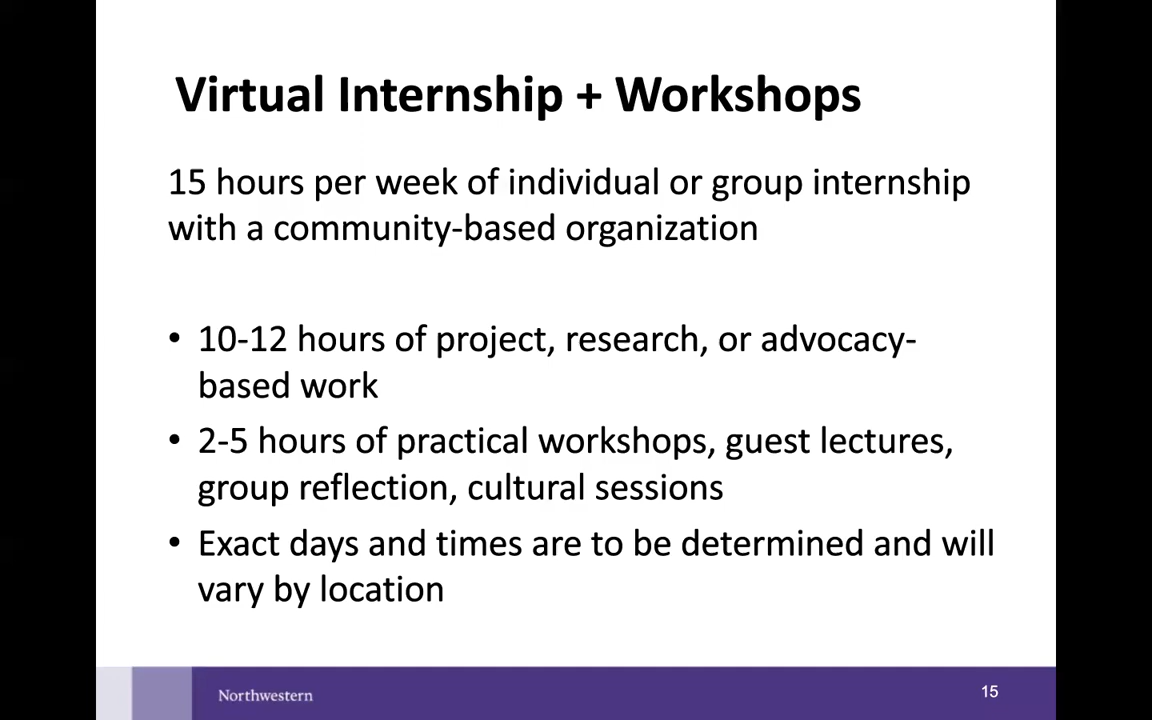 Virtual Internship + Workshops
15 hours per week of individual or group internship
with a community-based organization
• 10-12 hours of project, research, or advocacy-
based work
• 2-5 hours of practical workshops, guest lectures,
group reflection, cultural sessions
• Exact days and times are to be determined and will
vary by location
Northwestern
15